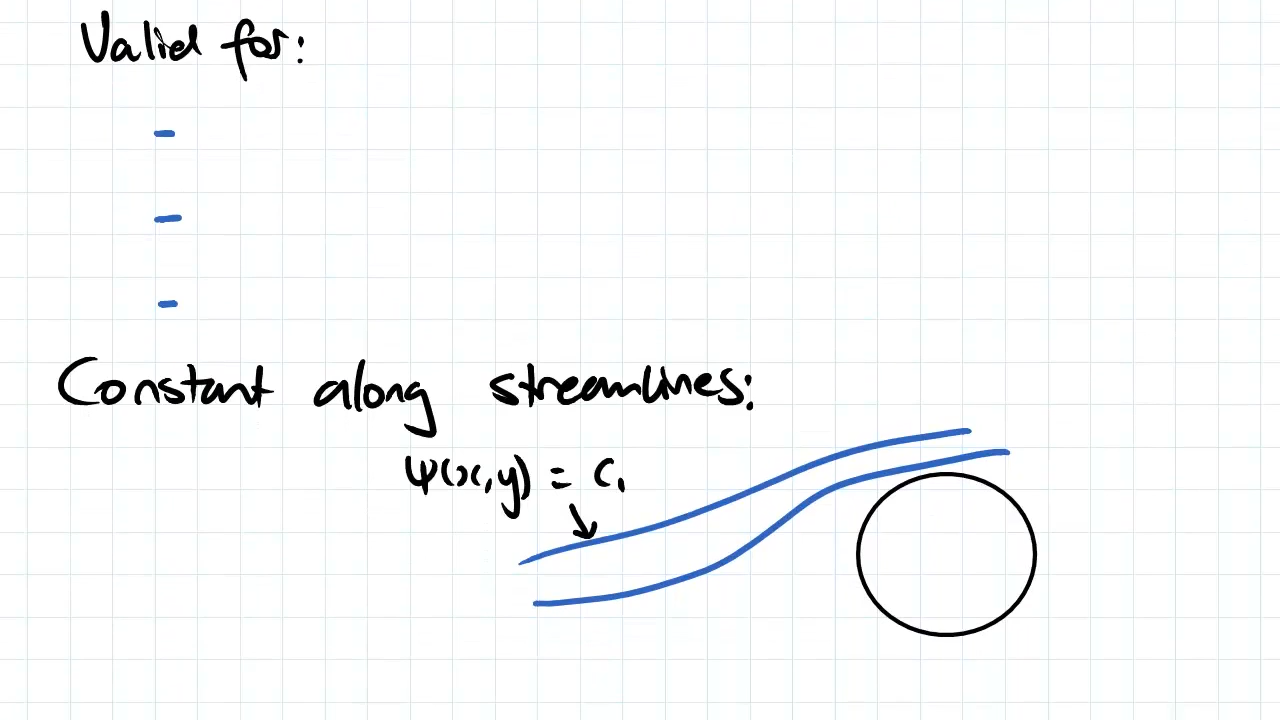 Valid for:
-
-
-
Constant along streamlines:
ψ(x,y) = C₁